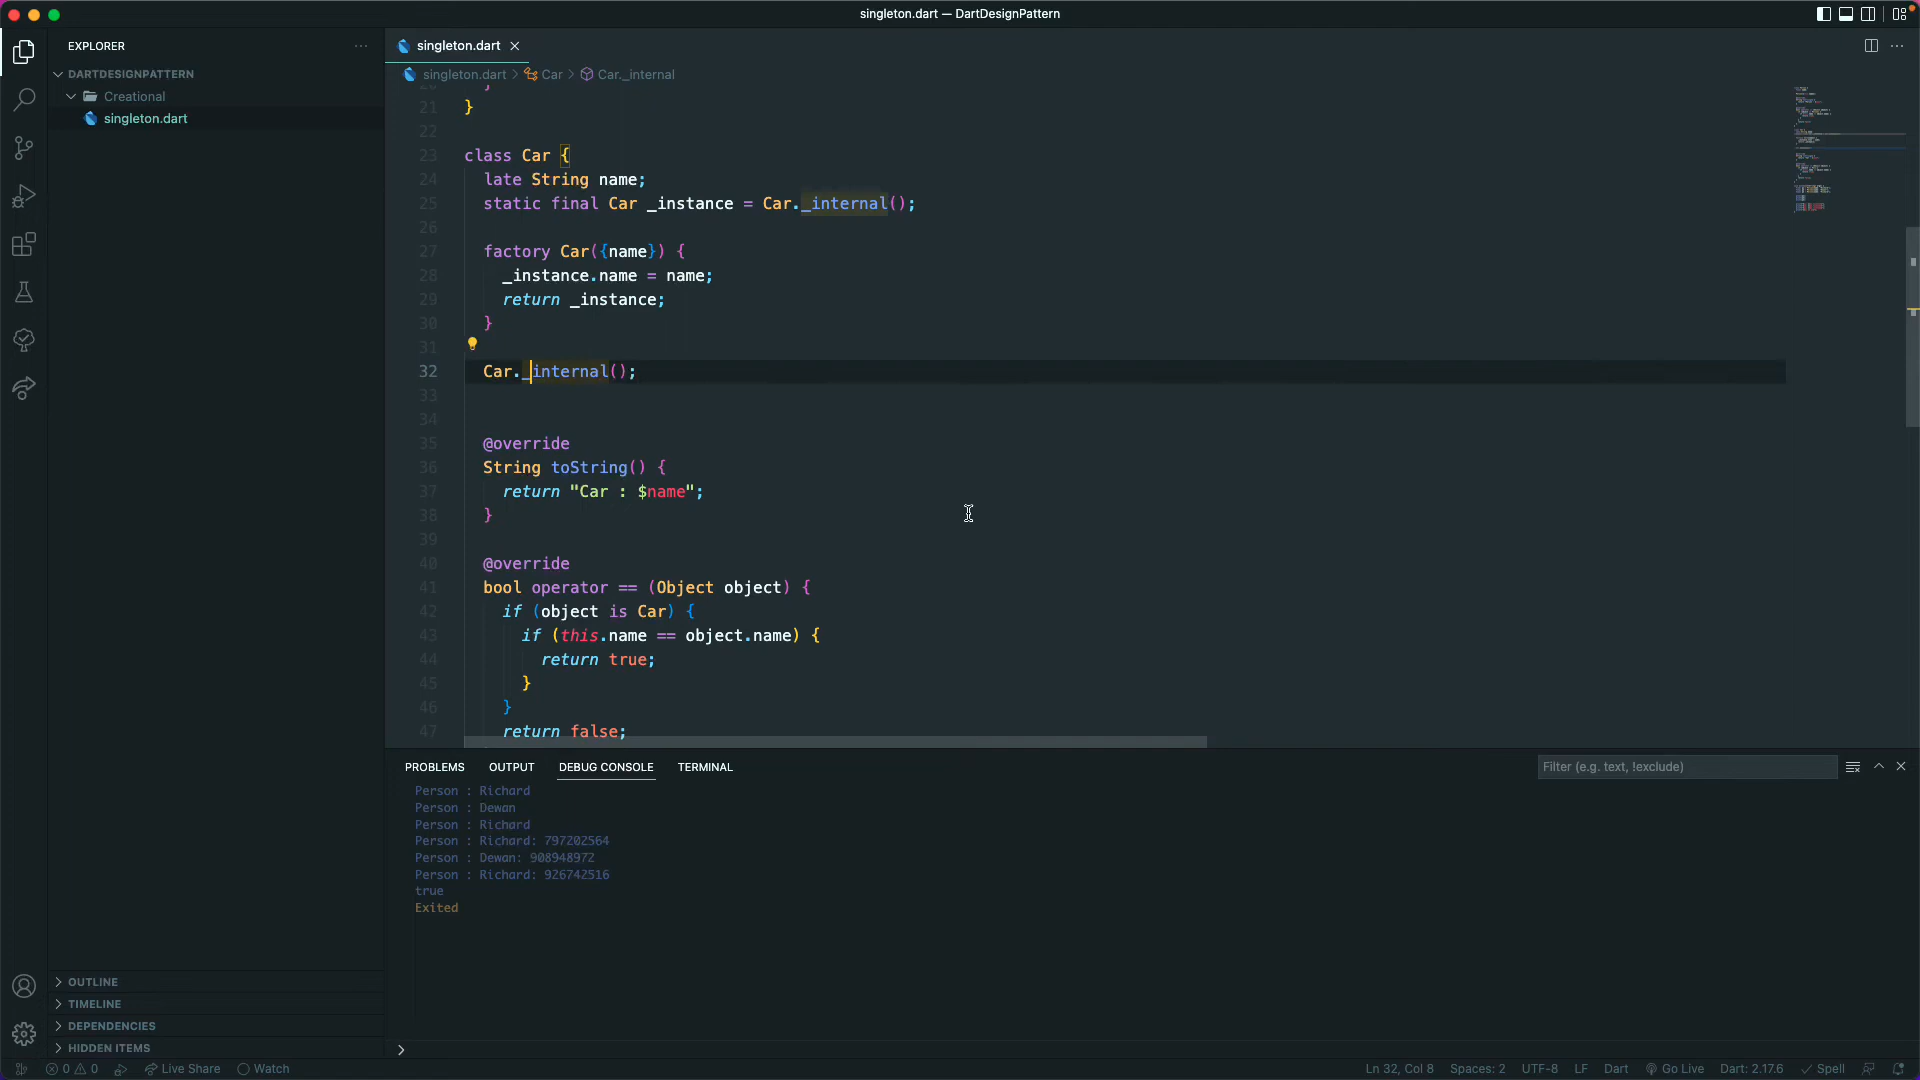 singleton.dart — DartDesignPattern
EXPLORER
DARTDESIGNPATTERN
Creational
singleton.dart
OUTLINE
TIMELINE
DEPENDENCIES
HIDDEN ITEMS
singleton.dart
singleton.dart > Car > Car._internal
21 }
22
23 class Car {
24 late String name;
25 static final Car _instance = Car._internal();
26
27 factory Car({name}) {
28 _instance.name = name;
29 return _instance;
30 }
31
32 Car._internal();
33
34
35 @override
36 String toString() {
37 return "Car : $name";
38 }
39
40 @override
41 bool operator == (Object object) {
42 if (object is Car) {
43 if (this.name == object.name) {
44 return true;
45 }
46 }
47 return false;
PROBLEMS OUTPUT DEBUG CONSOLE TERMINAL
Filter (e.g. text, !exclude)
Person : Richard
Person : Dewan
Person : Richard
Person : Richard: 797202564
Person : Dewan: 908948972
Person : Richard: 926742516
true
Exited
0 0 Live Share Watch
Ln 32, Col 8 Spaces: 2 UTF-8 LF Dart Go Live Dart: 2.17.6 Spell